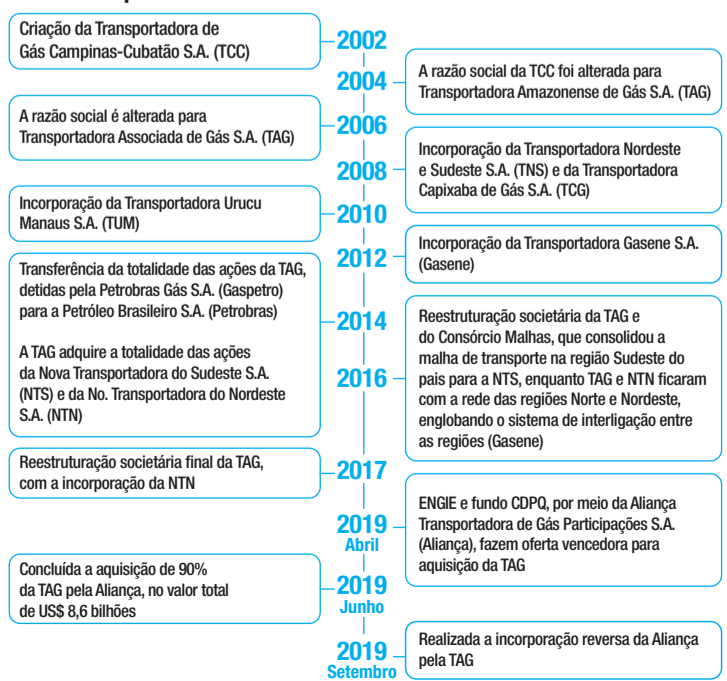 Criação da Transportadora de
Gás Campinas-Cubatão S.A. (TCC)
2002
2004
A razão social da TCC foi alterada para
Transportadora Amazonense de Gás S.A. (TAG)
A razão social é alterada para
Transportadora Associada de Gás S.A. (TAG)
2006
2008
Incorporação da Transportadora Nordeste
e Sudeste S.A. (TNS) e da Transportadora
Capixaba de Gás S.A. (TCG)
Incorporação da Transportadora Urucu
Manaus S.A. (TUM)
2010
2012
Incorporação da Transportadora Gasene S.A.
(Gasene)
Transferência da totalidade das ações da TAG,
detidas pela Petrobras Gás S.A. (Gaspetro)
para a Petróleo Brasileiro S.A. (Petrobras)
A TAG adquire a totalidade das ações
da Nova Transportadora do Sudeste S.A.
(NTS) e da No. Transportadora do Nordeste
S.A. (NTN)
2014
2016
Reestruturação societária da TAG e
do Consórcio Malhas, que consolidou a
malha de transporte na região Sudeste do
pais para a NTS, enquanto TAG e NTN ficaram
com a rede das regiões Norte e Nordeste,
englobando o sistema de interligação entre
as regiões (Gasene)
Reestruturação societária final da TAG,
com a incorporação da NTN
2017
2019
Abril
ENGIE e fundo CDPQ, por meio da Aliança
Transportadora de Gás Participações S.A.
(Aliança), fazem oferta vencedora para
aquisição da TAG
Concluída a aquisição de 90%
da TAG pela Aliança, no valor total
de US$ 8,6 bilhões
2019
Junho
2019
Setembro
Realizada a incorporação reversa da Aliança
pela TAG